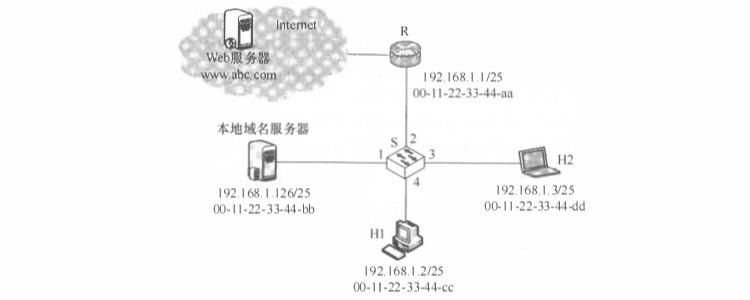 Internet
Web服务器
www.abc.com
R
192.168.1.1/25
00-11-22-33-44-aa
本地域名服务器
192.168.1.126/25
00-11-22-33-44-bb
S
1
2
3
4
H2
192.168.1.3/25
00-11-22-33-44-dd
H1
192.168.1.2/25
00-11-22-33-44-cc